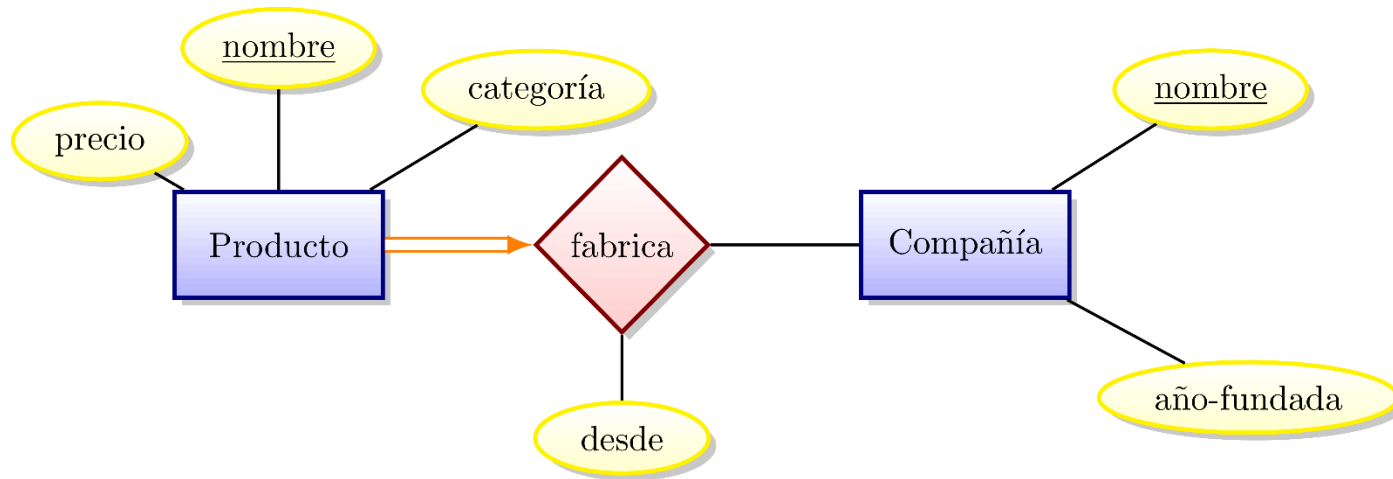 nombre
categoría
nombre
precio
Producto
fabrica
Compañía
año-fundada
desde